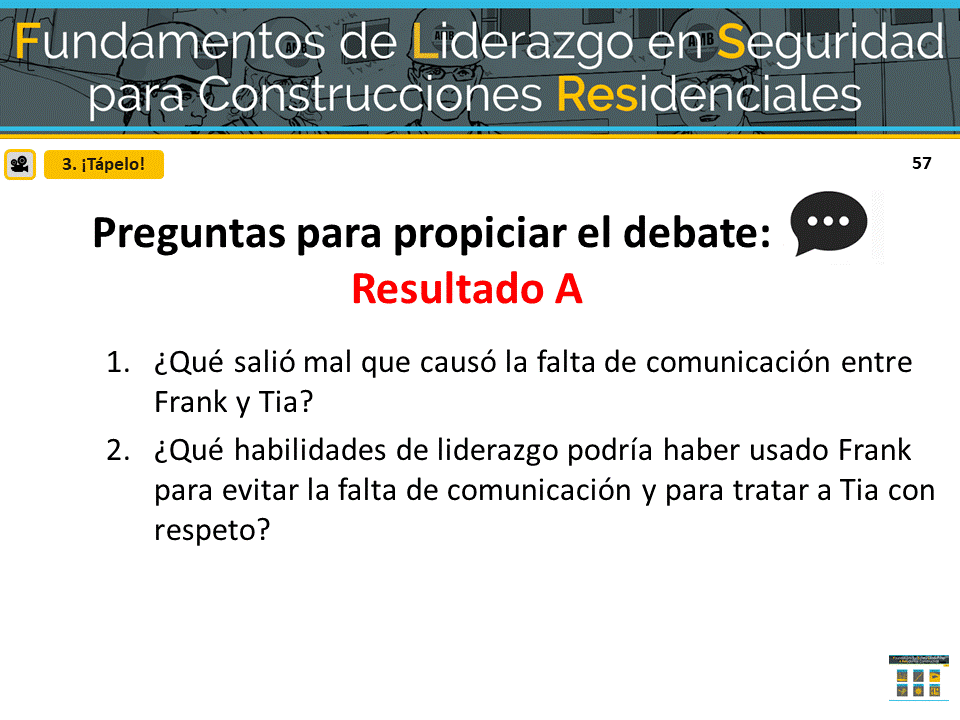 Fundamentos de Liderazgo en Seguridad
para Construcciones Residenciales
3. ¡Tápelo!
57
Preguntas para propiciar el debate:
Resultado A
1. ¿Qué salió mal que causó la falta de comunicación entre
Frank y Tia?
2. ¿Qué habilidades de liderazgo podría haber usado Frank
para evitar la falta de comunicación y para tratar a Tia con
respeto?